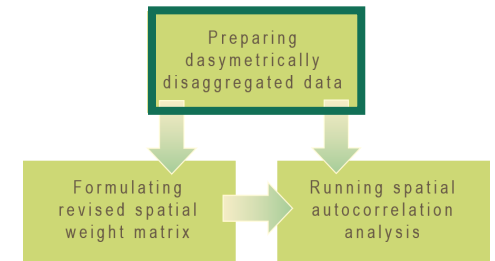 Preparing
dasymetrically
disaggregated data
Formulating
revised spatial
weight matrix
Running spatial
autocorrelation
analysis